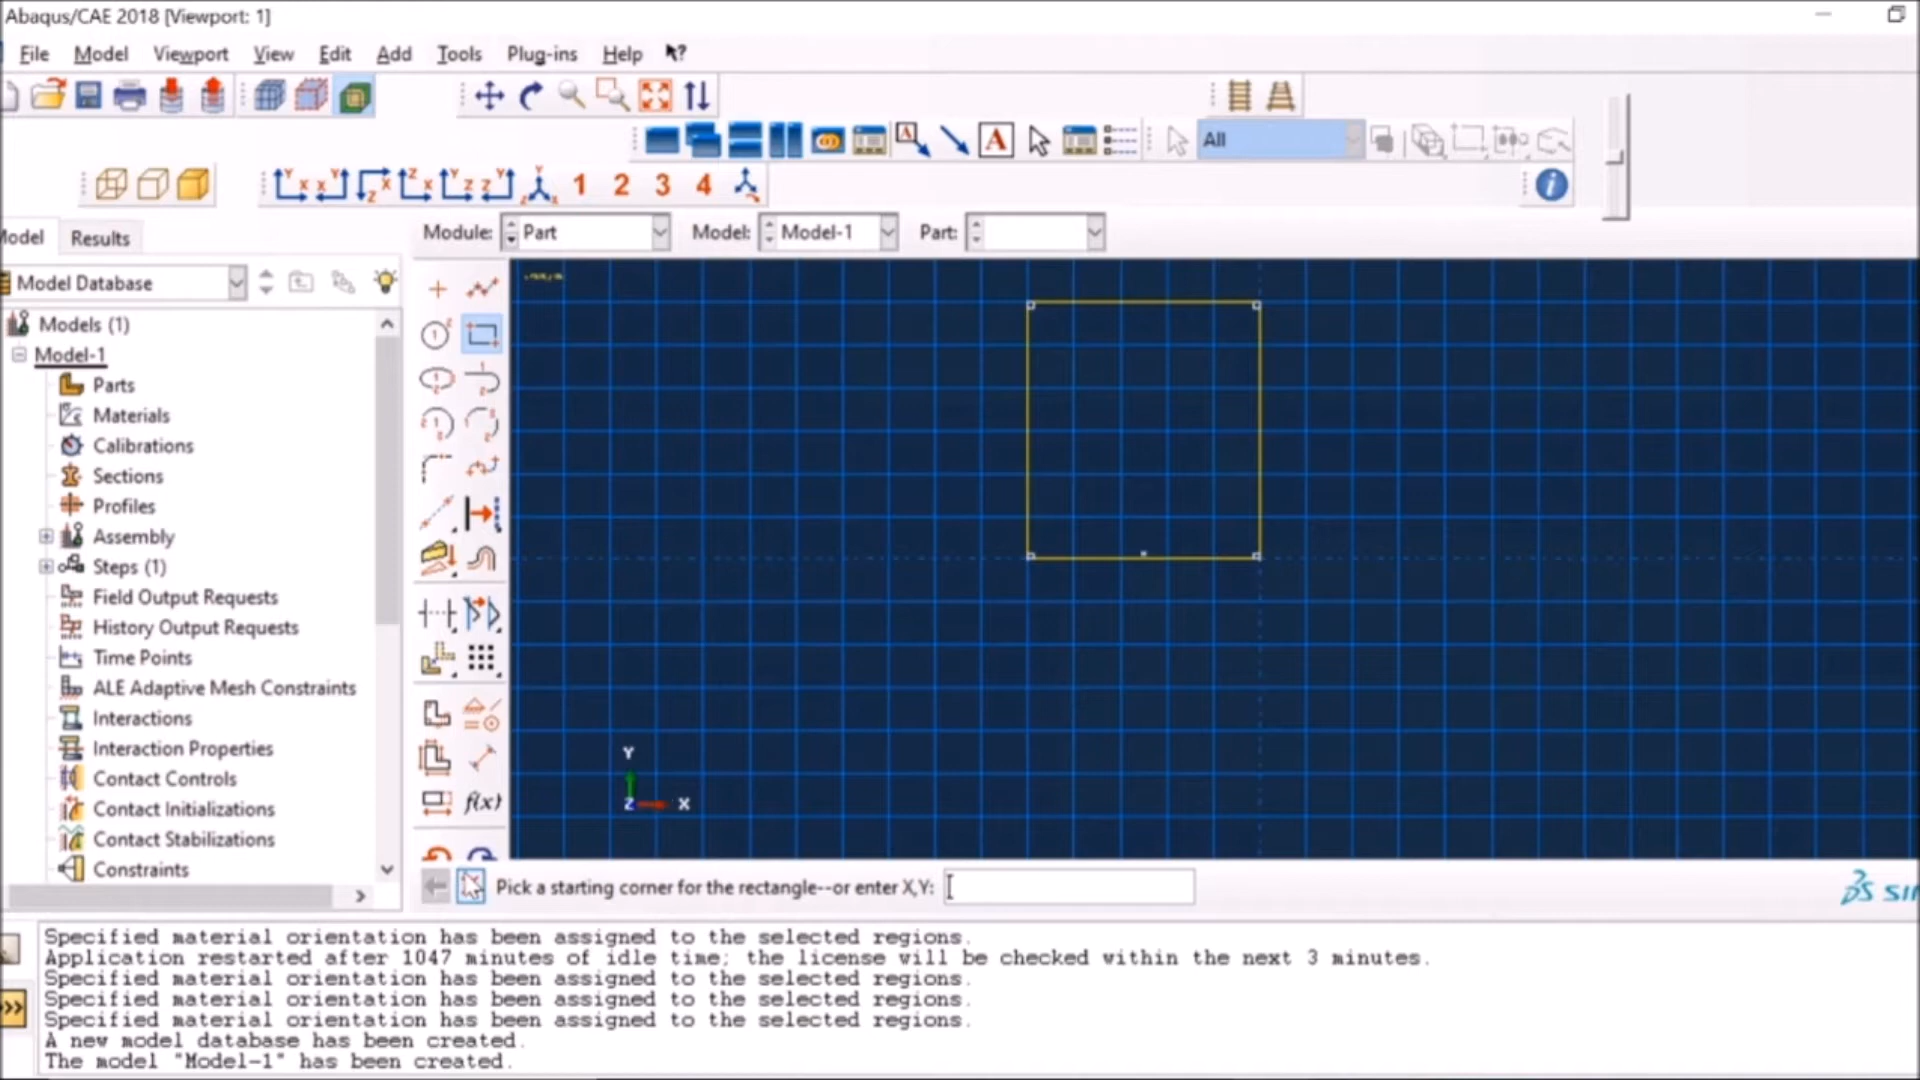 Abaqus/CAE 2018 [Viewport: 1]
File Model Viewport View Edit Add Tools Plug-ins Help
A A All
1 2 3 4
Model Results Module: Part Model: Model-1 Part:
Model Database
Models (1)
Model-1
Parts
Materials
Calibrations
Sections
Profiles
Assembly
Steps (1)
Field Output Requests
History Output Requests
Time Points
ALE Adaptive Mesh Constraints
Interactions
Interaction Properties
Contact Controls
Contact Initializations
Contact Stabilizations
Constraints
f(x)
Y
Z X
Pick a starting corner for the rectangle--or enter X,Y:
Specified material orientation has been assigned to the selected regions.
Application restarted after 1047 minutes of idle time; the license will be checked within the next 3 minutes.
Specified material orientation has been assigned to the selected regions.
Specified material orientation has been assigned to the selected regions.
Specified material orientation has been assigned to the selected regions.
A new model database has been created.
The model "Model-1" has been created.